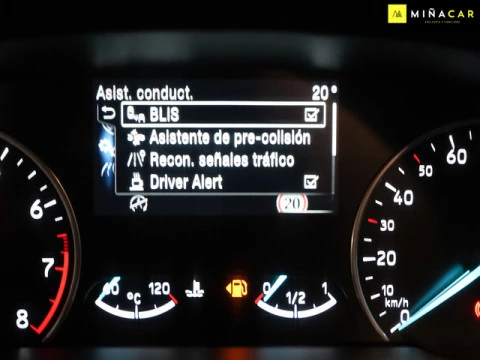 MIÑACAR
Asist. conduct. 20°
BLIS
Asistente de pre-colisión
Recon. señales tráfico
Driver Alert
20
6
7
8
60 °C 120
0 1/2 1
60
50
40
30
20
10
km/h
0